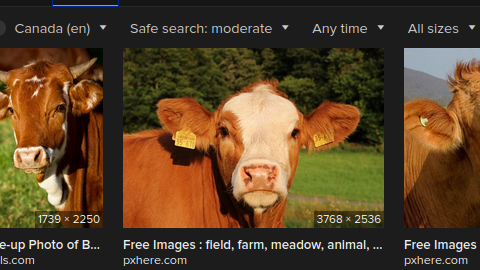 Canada (en) Safe search: moderate Any time All sizes
1739 × 2250 3768 × 2536
e-up Photo of B... Free Images : field, farm, meadow, animal, ... Free Images
ls.com pxhere.com pxhere.com